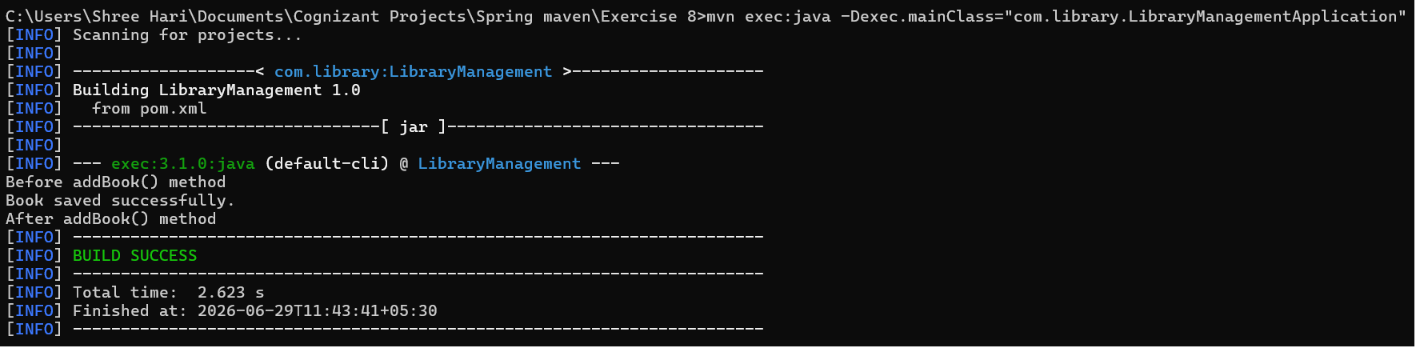 C:\Users\Shree Hari\Documents\Cognizant Projects\Spring maven\Exercise 8>mvn exec:java -Dexec.mainClass="com.library.LibraryManagementApplication"
[INFO] Scanning for projects...
[INFO]
[INFO] -------------------< com.library:LibraryManagement >--------------------
[INFO] Building LibraryManagement 1.0
[INFO]   from pom.xml
[INFO] --------------------------------[ jar ]---------------------------------
[INFO]
[INFO] --- exec:3.1.0:java (default-cli) @ LibraryManagement ---
Before addBook() method
Book saved successfully.
After addBook() method
[INFO] ------------------------------------------------------------------------
[INFO] BUILD SUCCESS
[INFO] ------------------------------------------------------------------------
[INFO] Total time:  2.623 s
[INFO] Finished at: 2026-06-29T11:43:41+05:30
[INFO] ------------------------------------------------------------------------